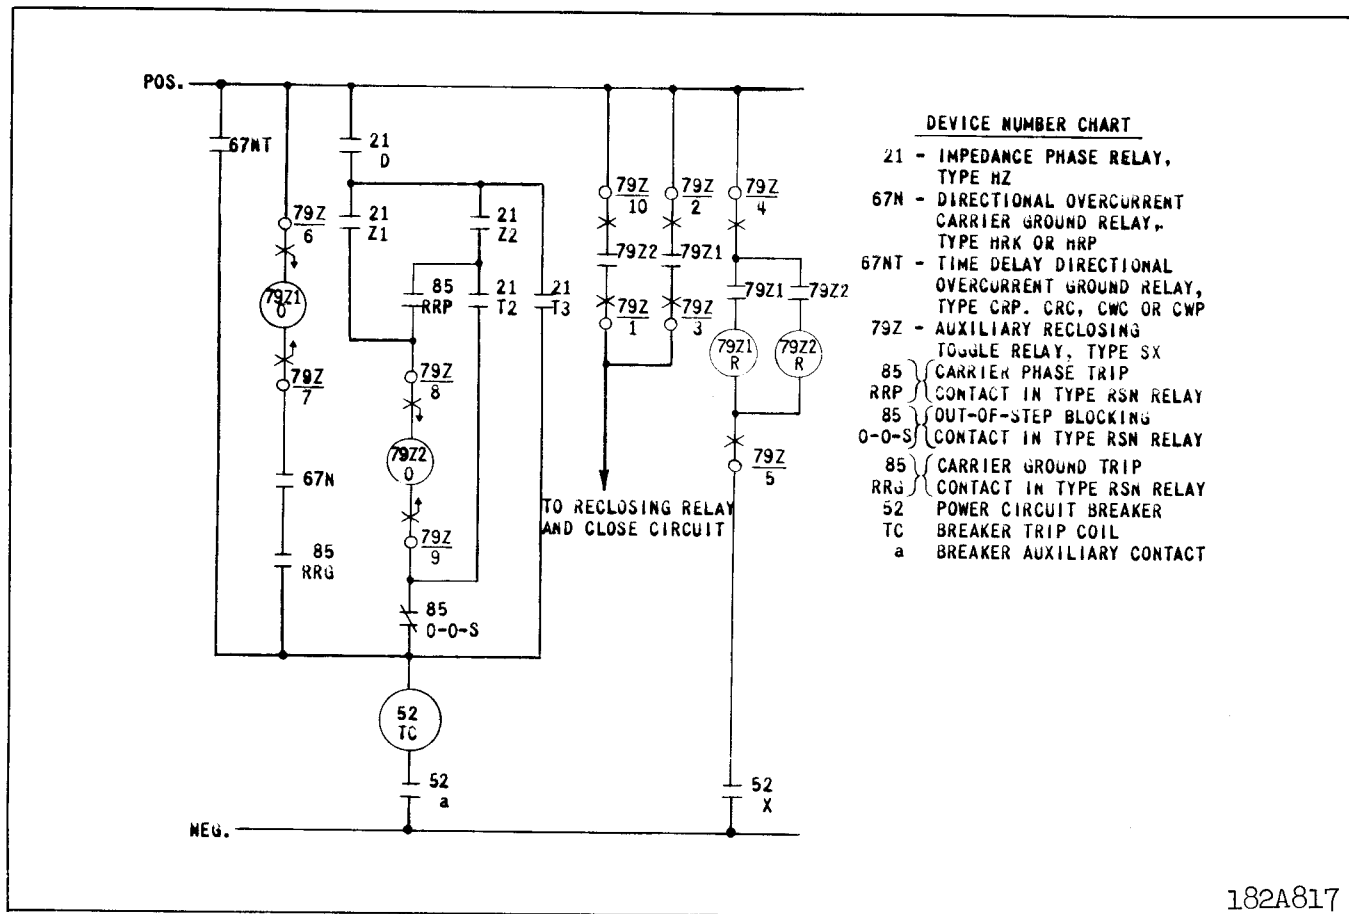 POS.
67NT
21
D
79Z
6
79Z
10
79Z
2
79Z
4
21
Z1
21
Z2
79Z1
O
79Z2
79Z1
79Z1
79Z2
85
RRP
21
T2
21
T3
79Z
1
79Z
3
79Z1
R
79Z2
R
79Z
7
79Z
8
79Z2
O
79Z
5
67N
TO RECLOSING RELAY
AND CLOSE CIRCUIT
79Z
9
85
RRG
85
O-O-S
52
TC
52
a
52
X
NEG.
DEVICE NUMBER CHART
21 - IMPEDANCE PHASE RELAY,
TYPE HZ
67N - DIRECTIONAL OVERCURRENT
CARRIER GROUND RELAY,
TYPE HRK OR HRP
67NT - TIME DELAY DIRECTIONAL
OVERCURRENT GROUND RELAY,
TYPE CRP. CRC, CWC OR CWP
79Z - AUXILIARY RECLOSING
TOGGLE RELAY, TYPE SX
85 CARRIER PHASE TRIP
RRP CONTACT IN TYPE RSN RELAY
85 OUT-OF-STEP BLOCKING
O-O-S CONTACT IN TYPE RSN RELAY
85 CARRIER GROUND TRIP
RRG CONTACT IN TYPE RSN RELAY
52 POWER CIRCUIT BREAKER
TC BREAKER TRIP COIL
a BREAKER AUXILIARY CONTACT
182A817